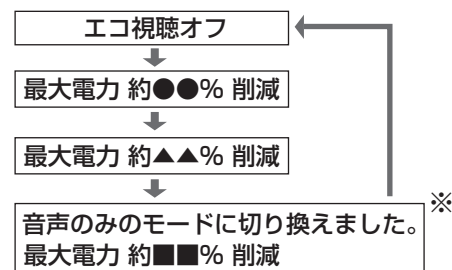 エコ視聴オフ
最大電力 約●●% 削減
最大電力 約▲▲% 削減
音声のみのモードに切り換えました。
※
最大電力 約■■% 削減